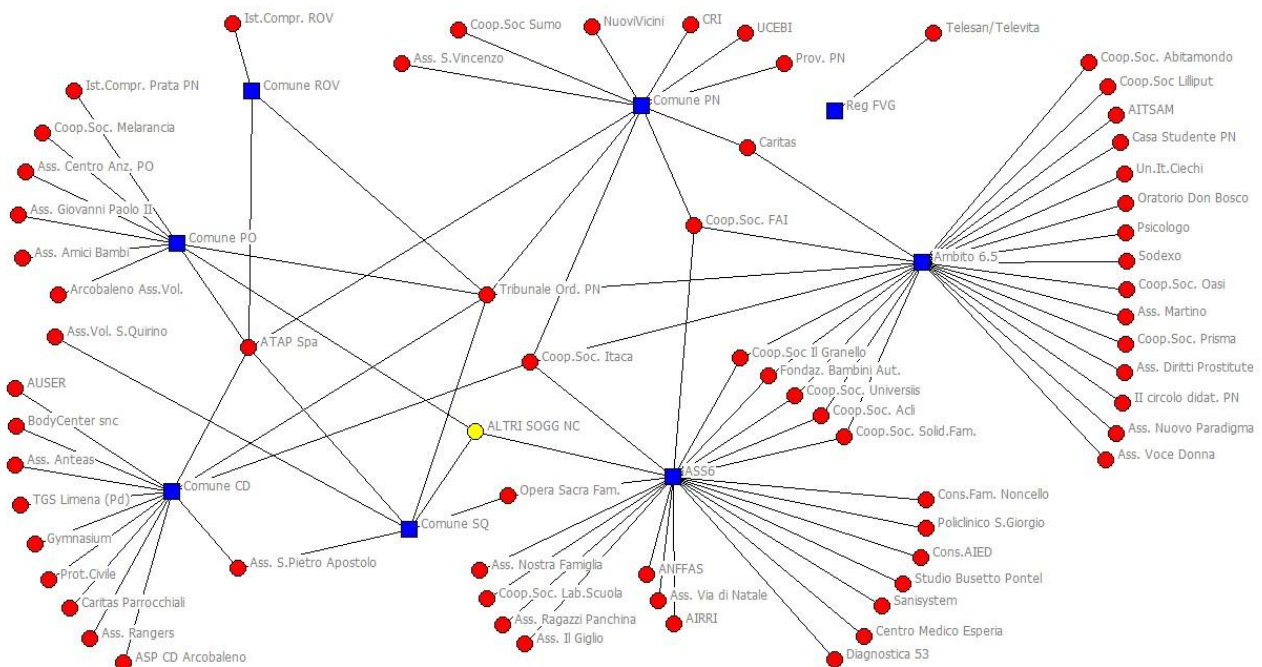 Ist.Compr. ROV
Coop.Soc Sumo
NuoviVicini
CRI
UCEBI
Telesan/Televita
Ass. S.Vincenzo
Prov. PN
Coop.Soc. Abitamondo
Ist.Compr. Prata PN
Comune ROV
Comune PN
Reg FVG
Coop.Soc Lilliput
AITSAM
Coop.Soc. Melarancia
Caritas
Casa Studente PN
Ass. Centro Anz. PO
Un.It.Ciechi
Ass. Giovanni Paolo II
Coop.Soc. FAI
Oratorio Don Bosco
Comune PO
Psicologo
Ass. Amici Bambi
Ambito 6.5
Sodexo
Arcobaleno Ass.Vol.
Tribunale Ord. PN
Coop.Soc. Oasi
Ass. Martino
Ass.Vol. S.Quirino
ATAP Spa
Coop.Soc. Itaca
Coop.Soc Il Granello
Coop.Soc. Prisma
Fondaz. Bambini Aut.
Ass. Diritti Prostitute
AUSER
Coop.Soc. Universiis
II circolo didat. PN
BodyCenter snc
Coop.Soc. Acli
ALTRI SOGG NC
Coop.Soc. Solid.Fam.
Ass. Nuovo Paradigma
Ass. Anteas
Ass. Voce Donna
Comune CD
ASS6
TGS Limena (Pd)
Opera Sacra Fam.
Cons.Fam. Noncello
Gymnasium
Comune SQ
Policlinico S.Giorgio
Prot.Civile
Ass. S.Pietro Apostolo
Ass. Nostra Famiglia
ANFFAS
Cons.AIED
Studio Busetto Pontel
Caritas Parrocchiali
Coop.Soc. Lab.Scuola
Ass. Via di Natale
Sanisystem
Ass. Rangers
Ass. Ragazzi Panchina
AIRRI
Centro Medico Esperia
Ass. Il Giglio
ASP CD Arcobaleno
Diagnostica 53